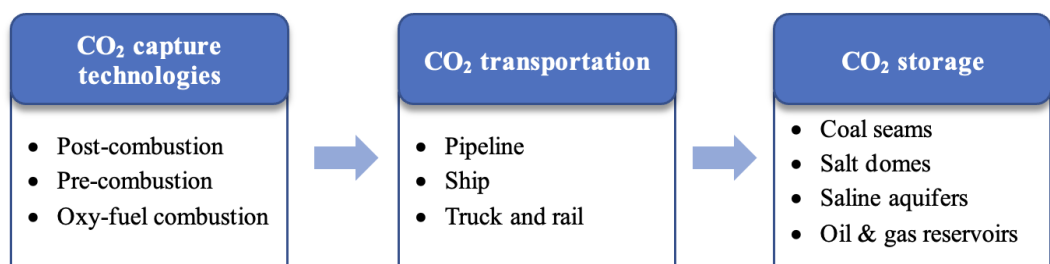 CO₂ capture
technologies
• Post-combustion
• Pre-combustion
• Oxy-fuel combustion
CO₂ transportation
• Pipeline
• Ship
• Truck and rail
CO₂ storage
• Coal seams
• Salt domes
• Saline aquifers
• Oil & gas reservoirs